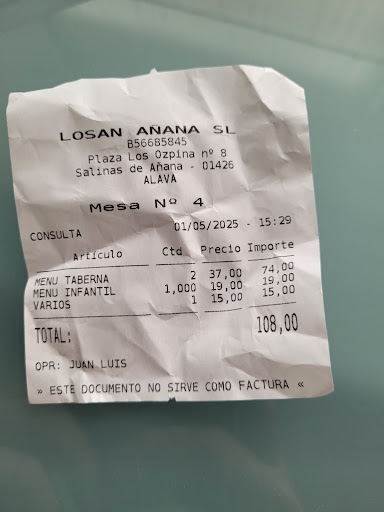 LOSAN AÑANA SL
B56685845
Plaza Los Ozpina nº 8
Salinas de Añana - 01426
ALAVA
Mesa Nº 4
CONSULTA 01/05/2025 - 15:29
Artículo Ctd Precio Importe
MENU TABERNA 2 37,00 74,00
MENU INFANTIL 1,000 19,00 19,00
VARIOS 1 15,00 15,00
TOTAL: 108,00
OPR: JUAN LUIS
» ESTE DOCUMENTO NO SIRVE COMO FACTURA «